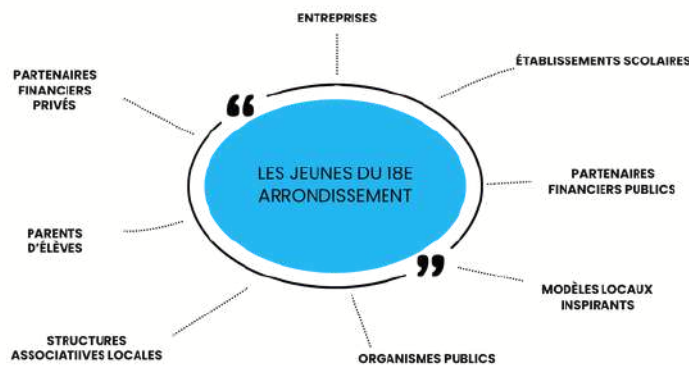 ENTREPRISES
ÉTABLISSEMENTS SCOLAIRES
PARTENAIRES
FINANCIERS
PRIVÉS
“
LES JEUNES DU 18E
ARRONDISSEMENT
PARTENAIRES
FINANCIERS PUBLICS
PARENTS
D'ÉLÈVES
”
MODÈLES LOCAUX
INSPIRANTS
STRUCTURES
ASSOCIATIIVES LOCALES
ORGANISMES PUBLICS